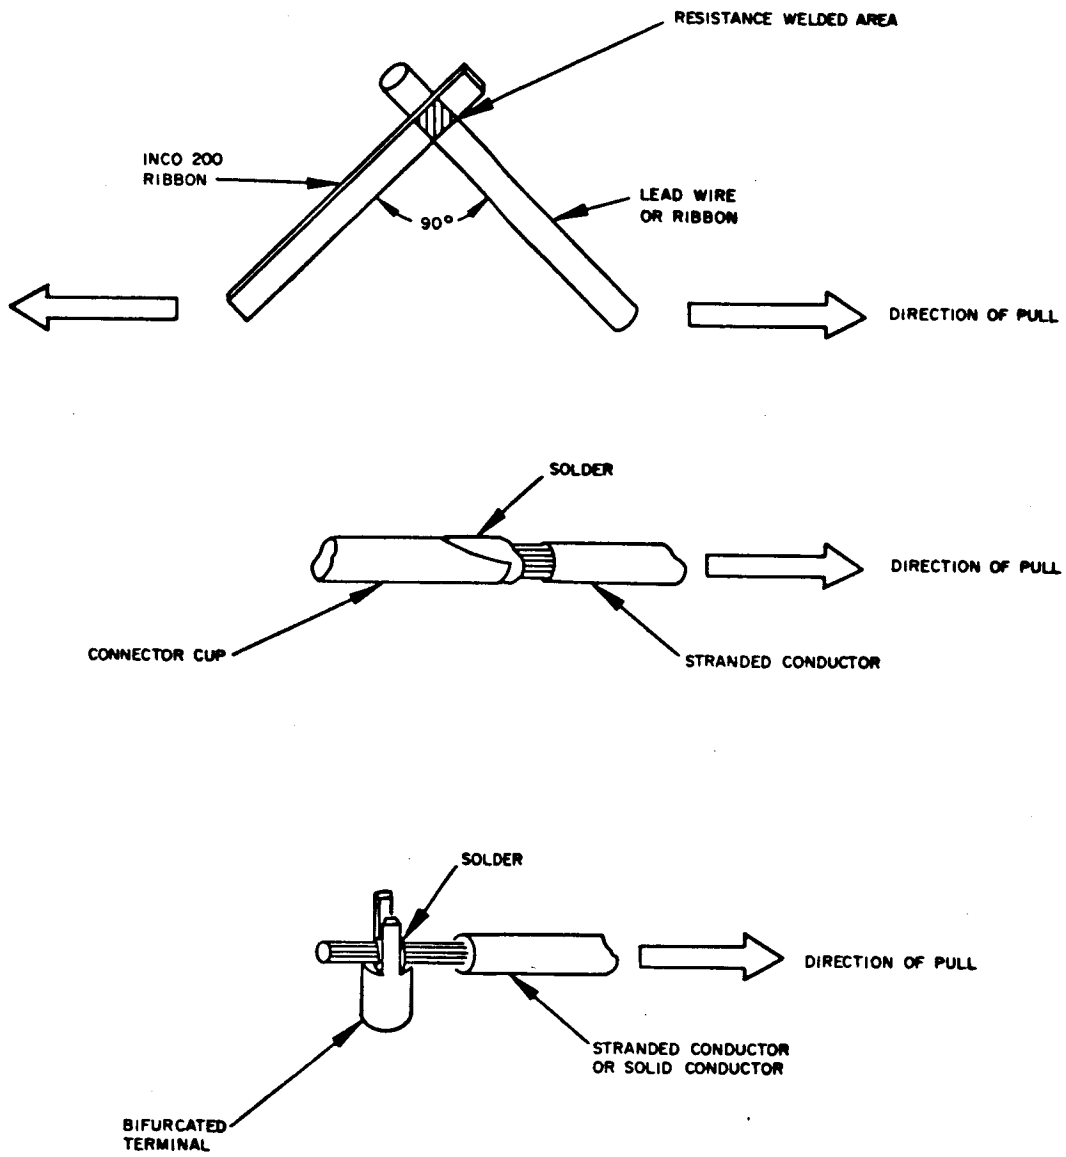 RESISTANCE WELDED AREA
INCO 200
RIBBON
LEAD WIRE
OR RIBBON
90°
DIRECTION OF PULL
SOLDER
DIRECTION OF PULL
CONNECTOR CUP
STRANDED CONDUCTOR
SOLDER
DIRECTION OF PULL
STRANDED CONDUCTOR
OR SOLID CONDUCTOR
BIFURCATED
TERMINAL